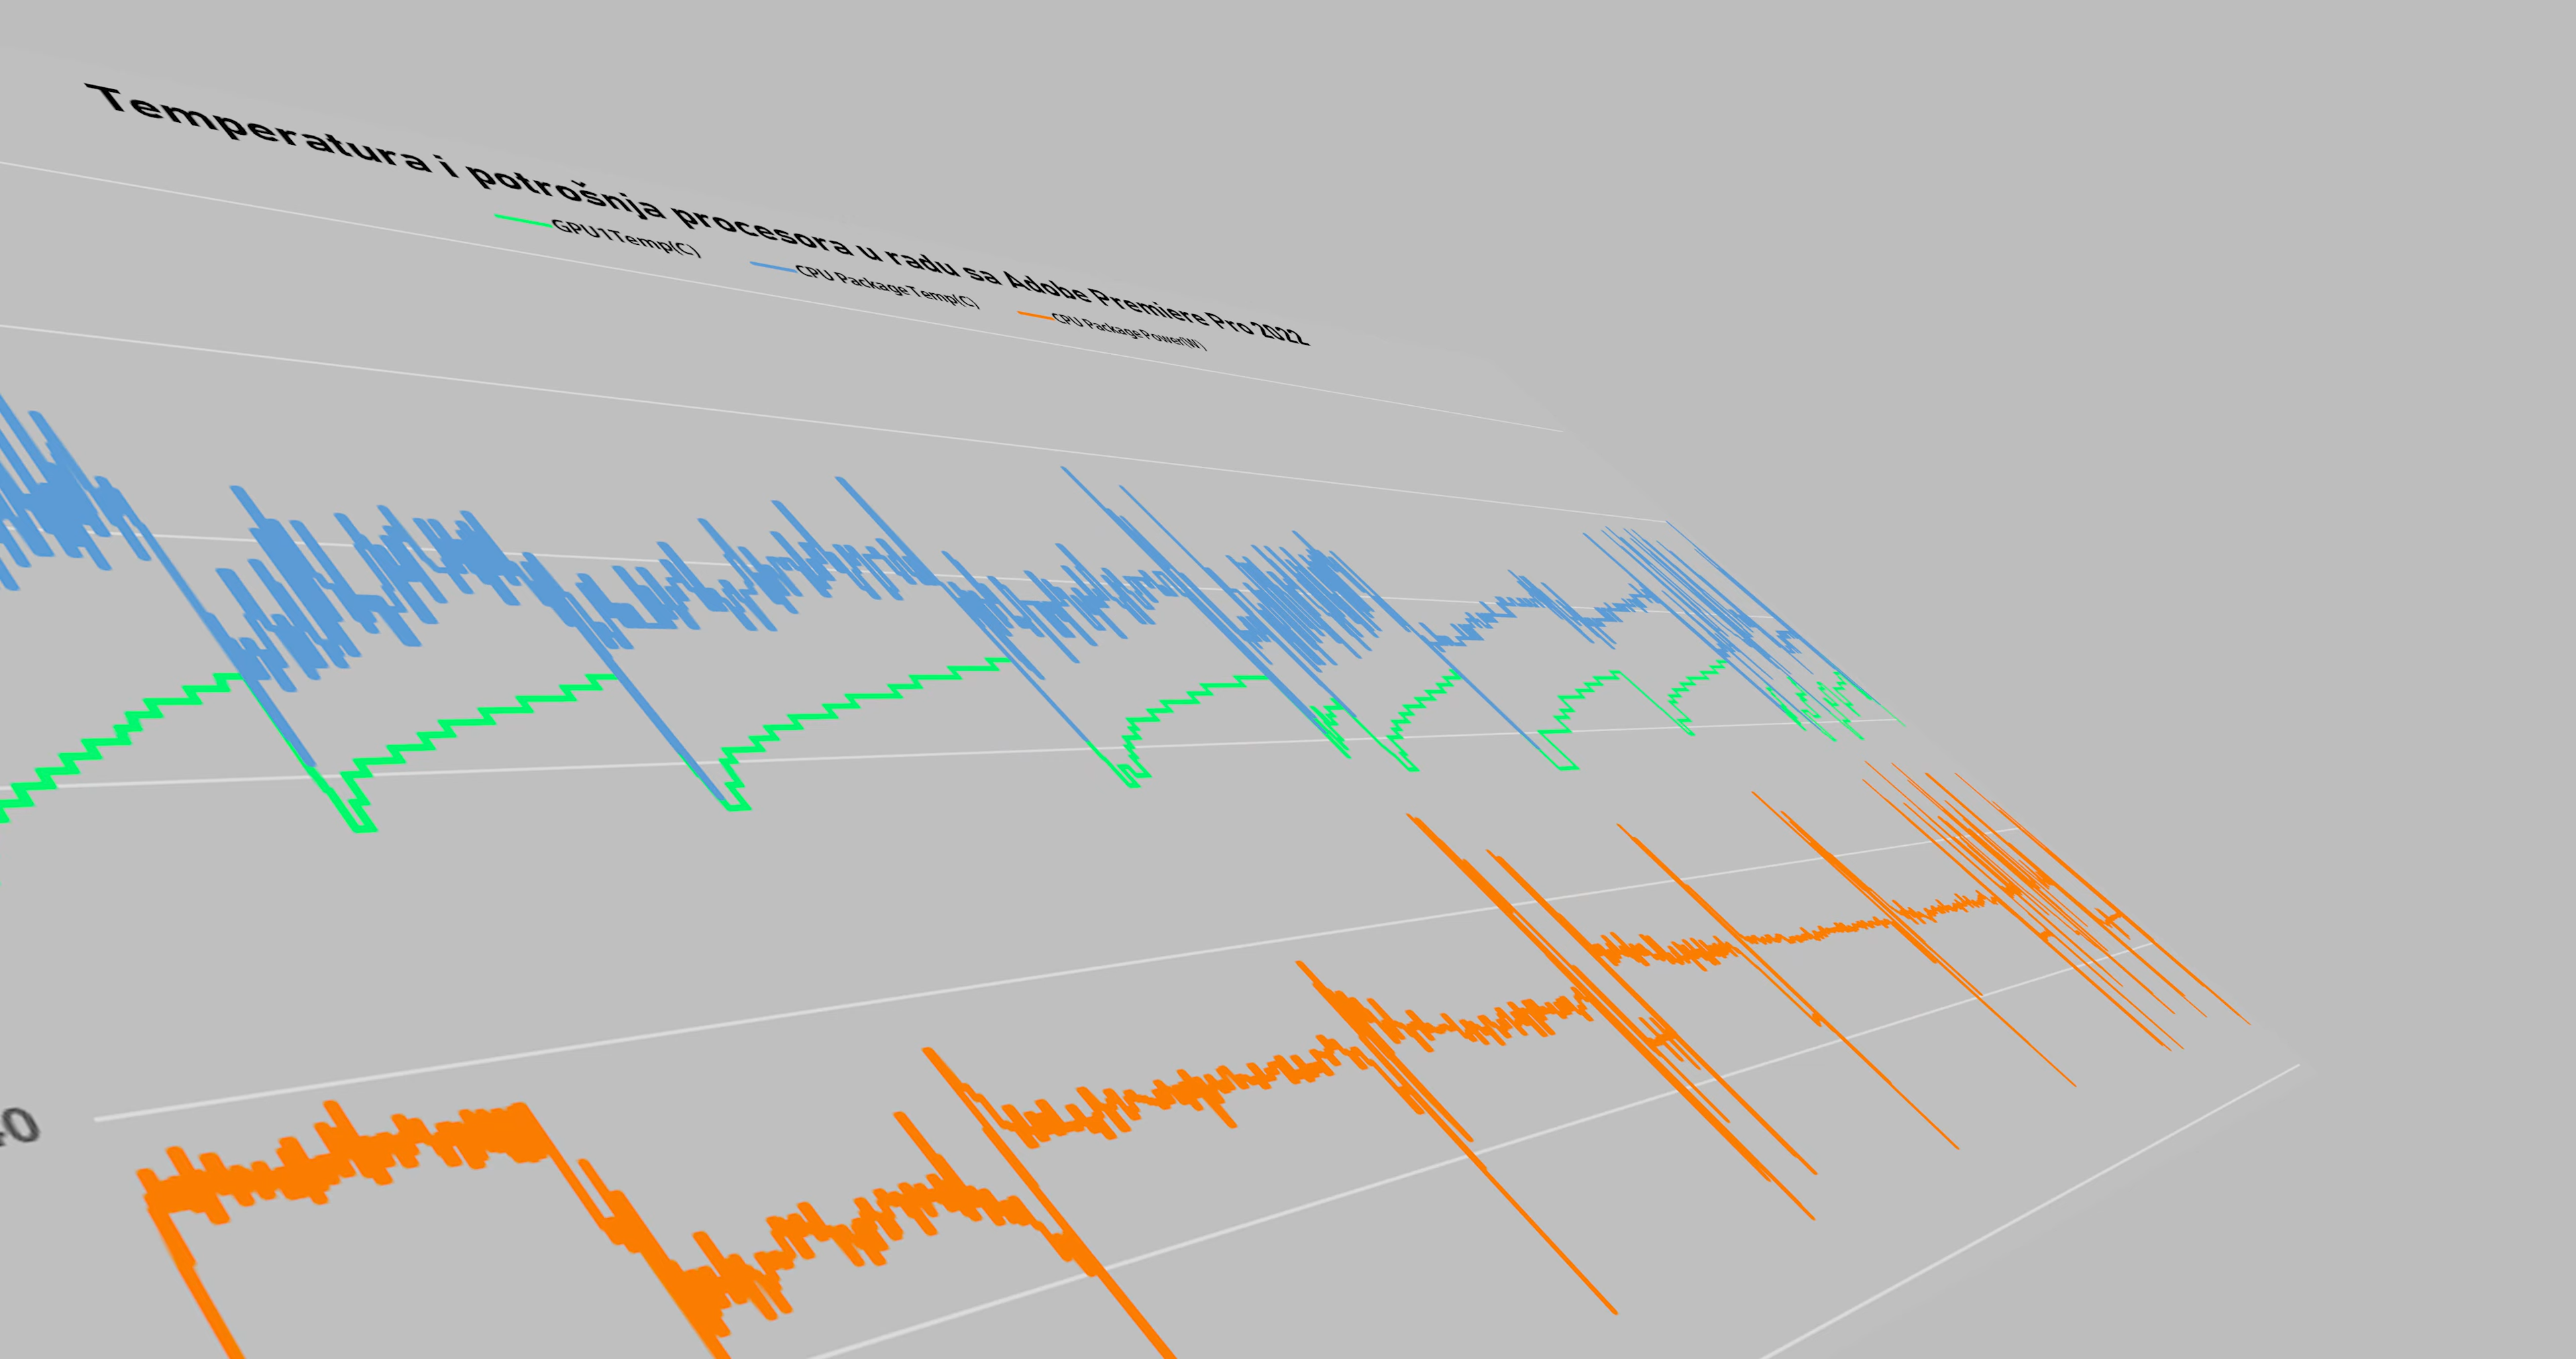 Temperatura i potrošnja procesora u radu sa Adobe Premiere Pro 2022
GPU1 Temp(C) CPU Package Temp(C) CPU Package Power(W)